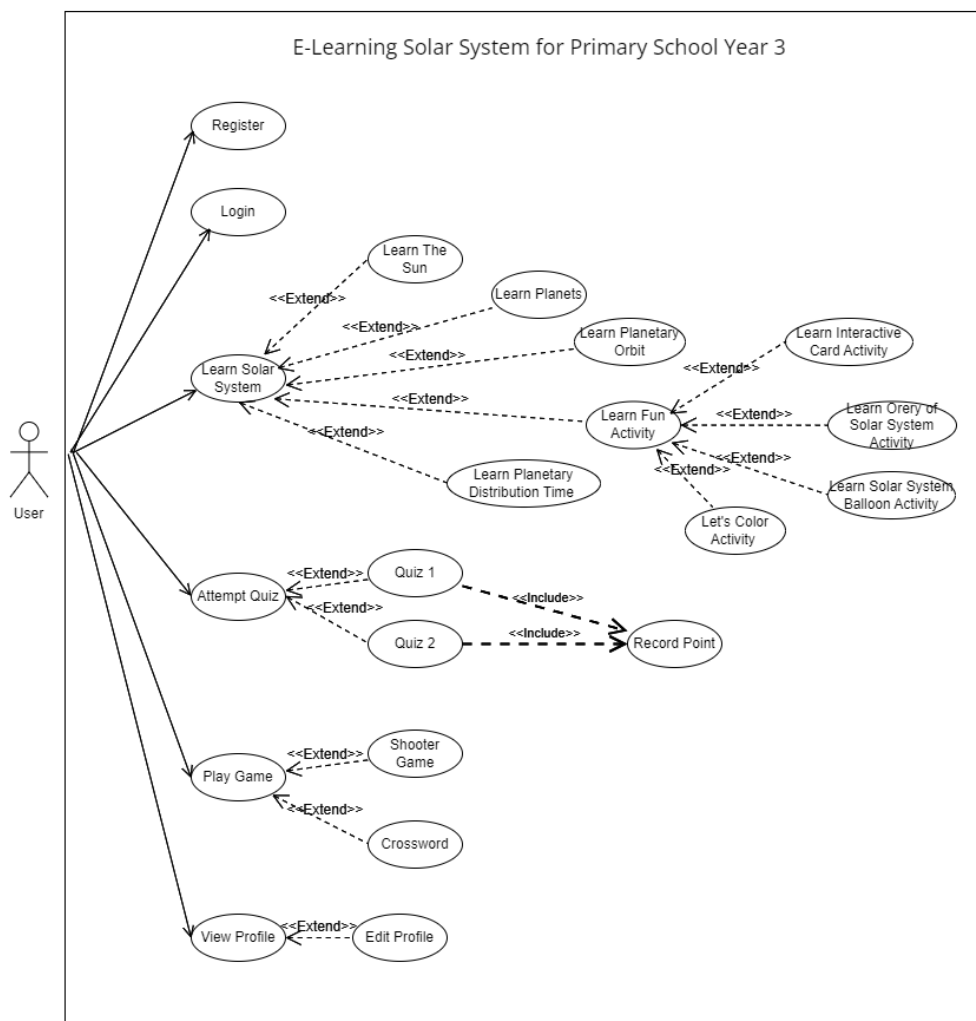 E-Learning Solar System for Primary School Year 3
Register
Login
Learn The
Sun
<<Extend>>
Learn Planets
<<Extend>>
Learn Planetary
Orbit
<<Extend>>
Learn Interactive
Card Activity
<<Extend>>
Learn Solar
System
<<Extend>>
Learn Fun
Activity
<<Extend>>
Learn Orery of
Solar System
Activity
<<Extend>>
Learn Planetary
Distribution Time
<<Extend>>
<<Extend>>
Learn Solar System
Balloon Activity
Let's Color
Activity
User
Attempt Quiz
<<Extend>>
Quiz 1
<<Include>>
<<Extend>>
Quiz 2
<<Include>>
Record Point
Play Game
<<Extend>>
Shooter
Game
<<Extend>>
Crossword
View Profile
<<Extend>>
Edit Profile